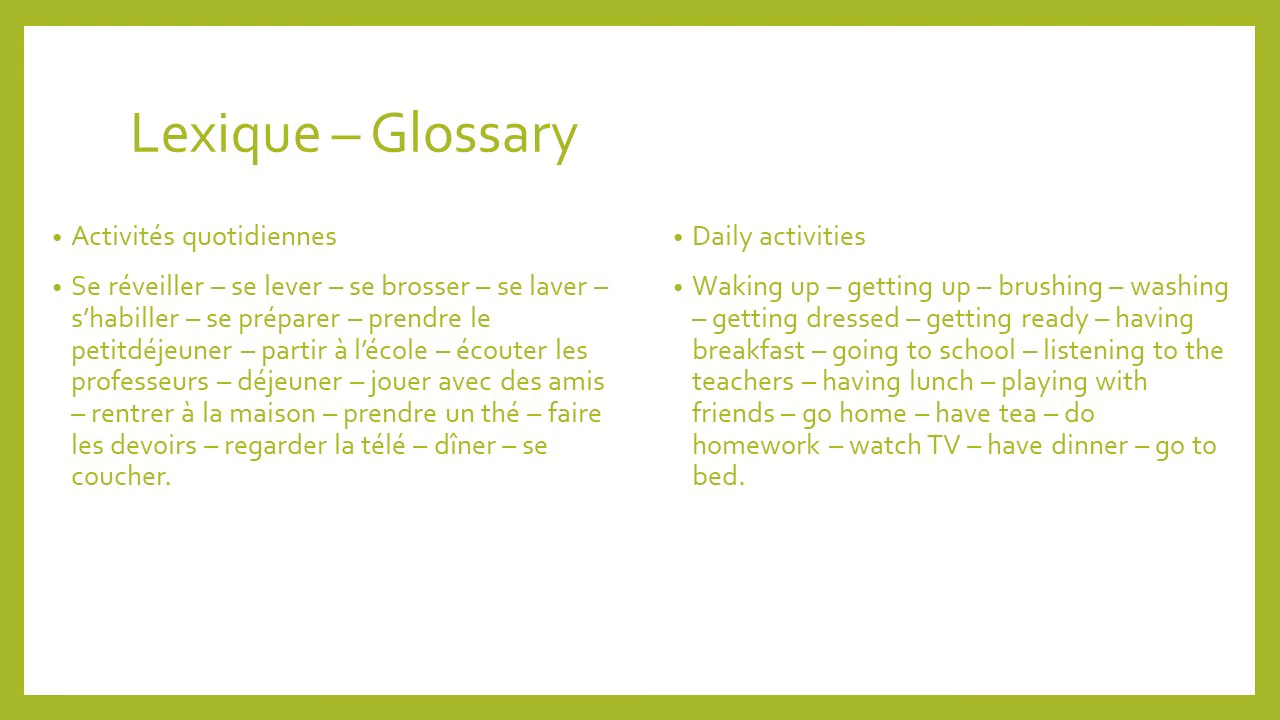 Lexique – Glossary
• Activités quotidiennes
• Se réveiller – se lever – se brosser – se laver –
s’habiller – se préparer – prendre le
petitdéjeuner – partir à l’école – écouter les
professeurs – déjeuner – jouer avec des amis
– rentrer à la maison – prendre un thé – faire
les devoirs – regarder la télé – dîner – se
coucher.
• Daily activities
• Waking up – getting up – brushing – washing
– getting dressed – getting ready – having
breakfast – going to school – listening to the
teachers – having lunch – playing with
friends – go home – have tea – do
homework – watch TV – have dinner – go to
bed.